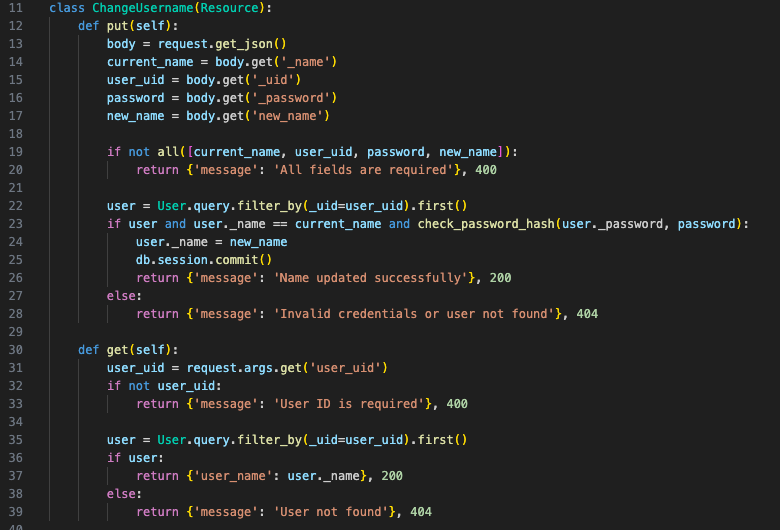 11 class ChangeUsername(Resource):
12     def put(self):
13         body = request.get_json()
14         current_name = body.get('_name')
15         user_uid = body.get('_uid')
16         password = body.get('_password')
17         new_name = body.get('new_name')
18
19         if not all([current_name, user_uid, password, new_name]):
20             return {'message': 'All fields are required'}, 400
21
22         user = User.query.filter_by(_uid=user_uid).first()
23         if user and user._name == current_name and check_password_hash(user._password, password):
24             user._name = new_name
25             db.session.commit()
26             return {'message': 'Name updated successfully'}, 200
27         else:
28             return {'message': 'Invalid credentials or user not found'}, 404
29
30     def get(self):
31         user_uid = request.args.get('user_uid')
32         if not user_uid:
33             return {'message': 'User ID is required'}, 400
34
35         user = User.query.filter_by(_uid=user_uid).first()
36         if user:
37             return {'user_name': user._name}, 200
38         else:
39             return {'message': 'User not found'}, 404